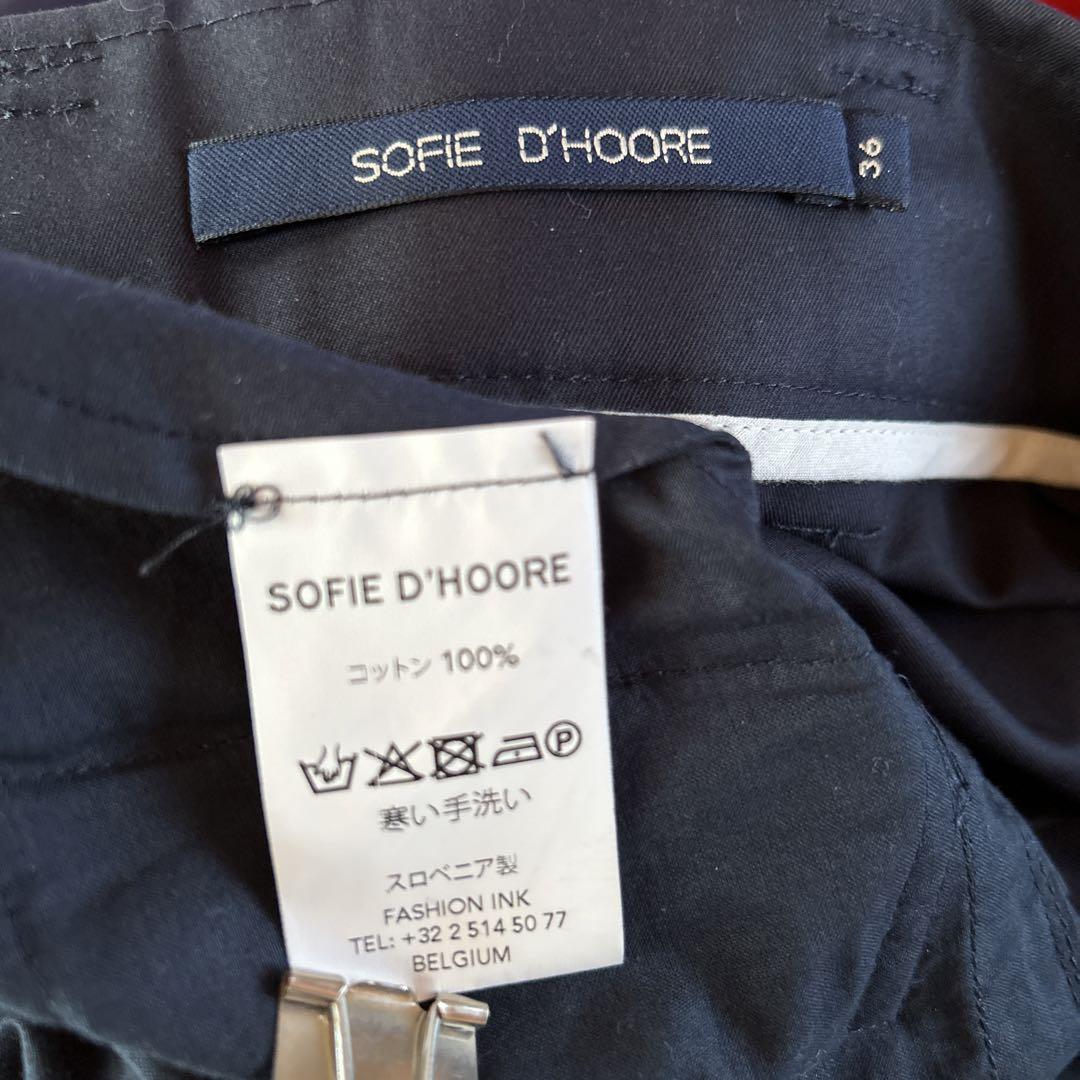 SOFIE D'HOORE
36
SOFIE D'HOORE
コットン 100%
P
寒い手洗い
スロベニア製
FASHION INK
TEL: +32 2 514 50 77
BELGIUM